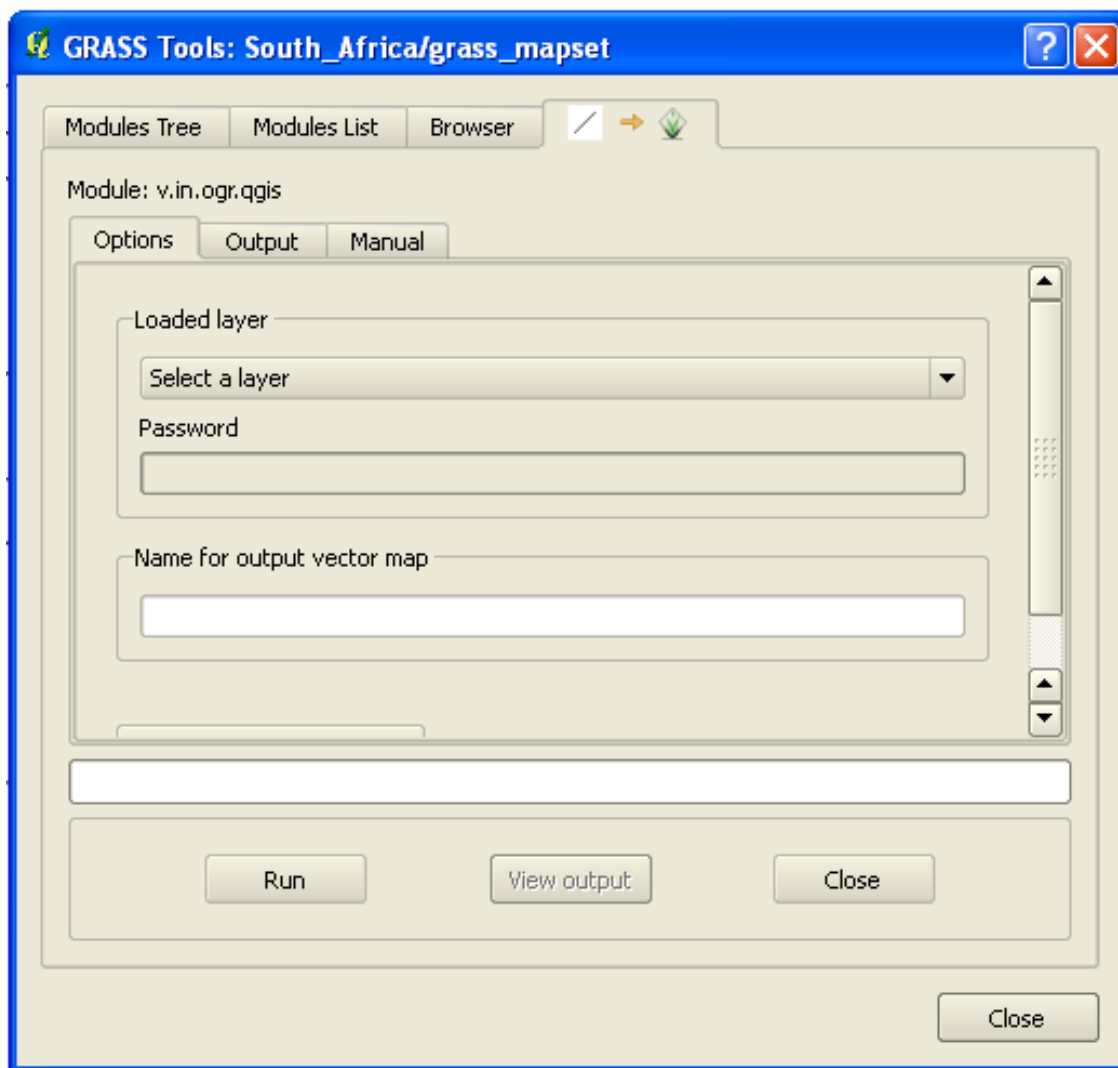 GRASS Tools: South_Africa/grass_mapset
Modules Tree Modules List Browser
Module: v.in.ogr.qgis
Options Output Manual
Loaded layer
Select a layer
Password
Name for output vector map
Run View output Close
Close